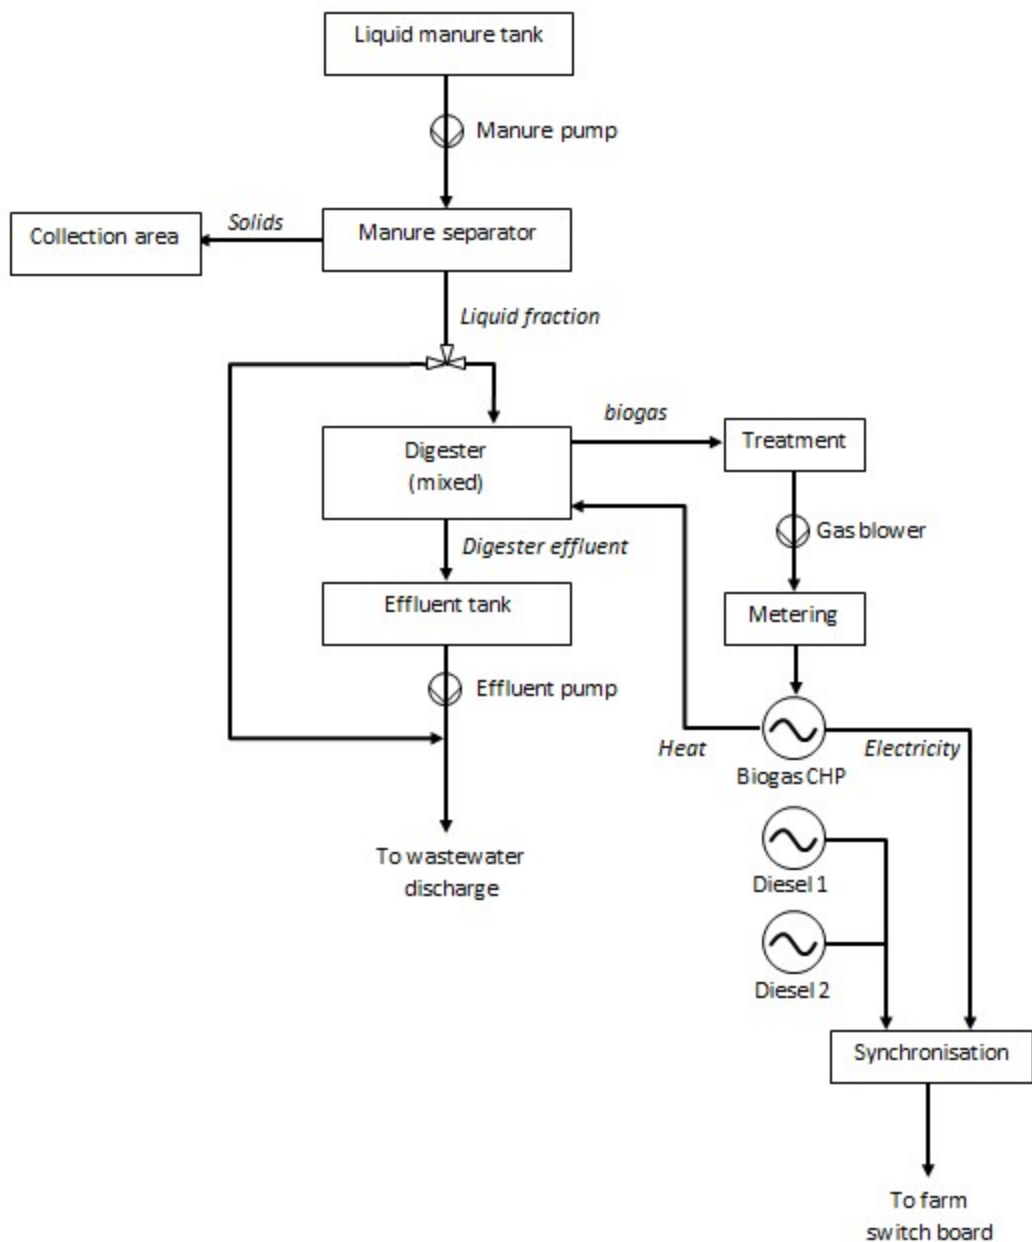 Liquid manure tank
Manure pump
Solids
Collection area
Manure separator
Liquid fraction
biogas
Digester
(mixed)
Treatment
Gas blower
Digester effluent
Effluent tank
Metering
Effluent pump
Heat
Electricity
Biogas CHP
To wastewater
discharge
Diesel 1
Diesel 2
Synchronisation
To farm
switch board